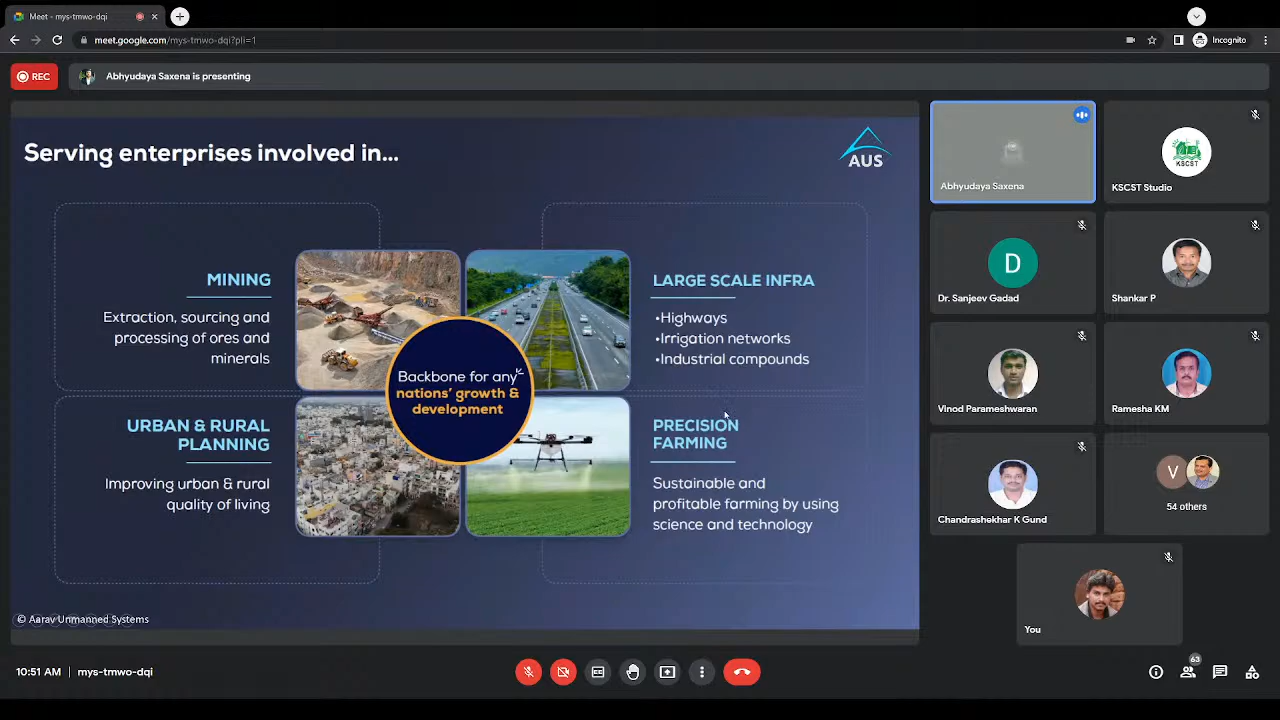 Meet - mys-tmwo-dqi
meet.google.com/mys-tmwo-dqi?pli=1
Incognito
REC
Abhyudaya Saxena is presenting
Serving enterprises involved in...
AUS
MINING
Extraction, sourcing and
processing of ores and
minerals
LARGE SCALE INFRA
•Highways
•Irrigation networks
•Industrial compounds
Backbone for any
nations' growth &
development
URBAN & RURAL
PLANNING
Improving urban & rural
quality of living
PRECISION
FARMING
Sustainable and
profitable farming by using
science and technology
© Aarav Unmanned Systems
Abhyudaya Saxena
KSCST
KSCST Studio
D
Dr. Sanjeev Gadad
Shankar P
Vinod Parameshwaran
Ramesha KM
Chandrashekhar K Gund
V
54 others
You
10:51 AM | mys-tmwo-dqi
63